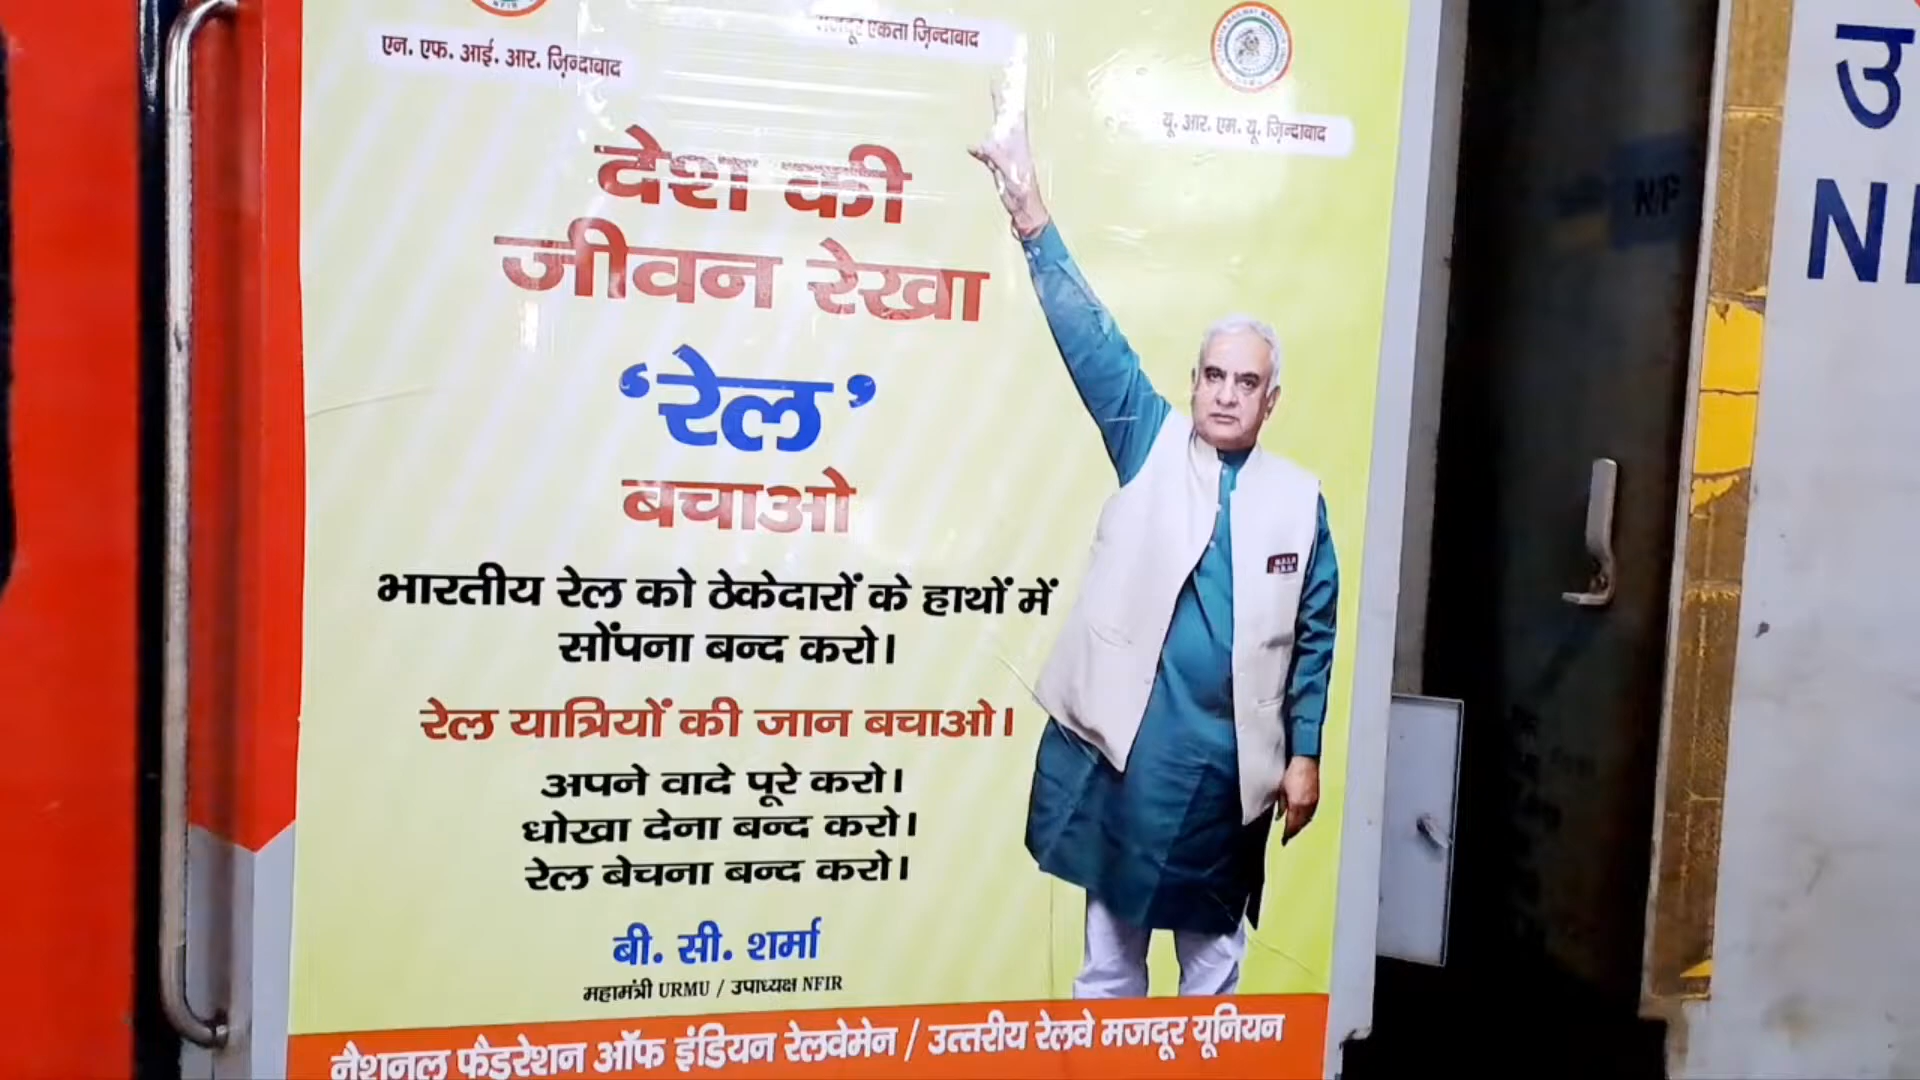 एन. एफ. आई. आर. ज़िन्दाबाद
एकता ज़िन्दाबाद
यू. आर. एम. यू. ज़िन्दाबाद
देश की
जीवन रेखा
‘रेल’
बचाओ
भारतीय रेल को ठेकेदारों के हाथों में
सोंपना बन्द करो।
रेल यात्रियों की जान बचाओ।
अपने वादे पूरे करो।
धोखा देना बन्द करो।
रेल बेचना बन्द करो।
बी. सी. शर्मा
महामंत्री URMU / उपाध्यक्ष NFIR
नैशनल फैडरेशन ऑफ इंडियन रेलवेमेन / उत्तरीय रेलवे मजदूर यूनियन
उ